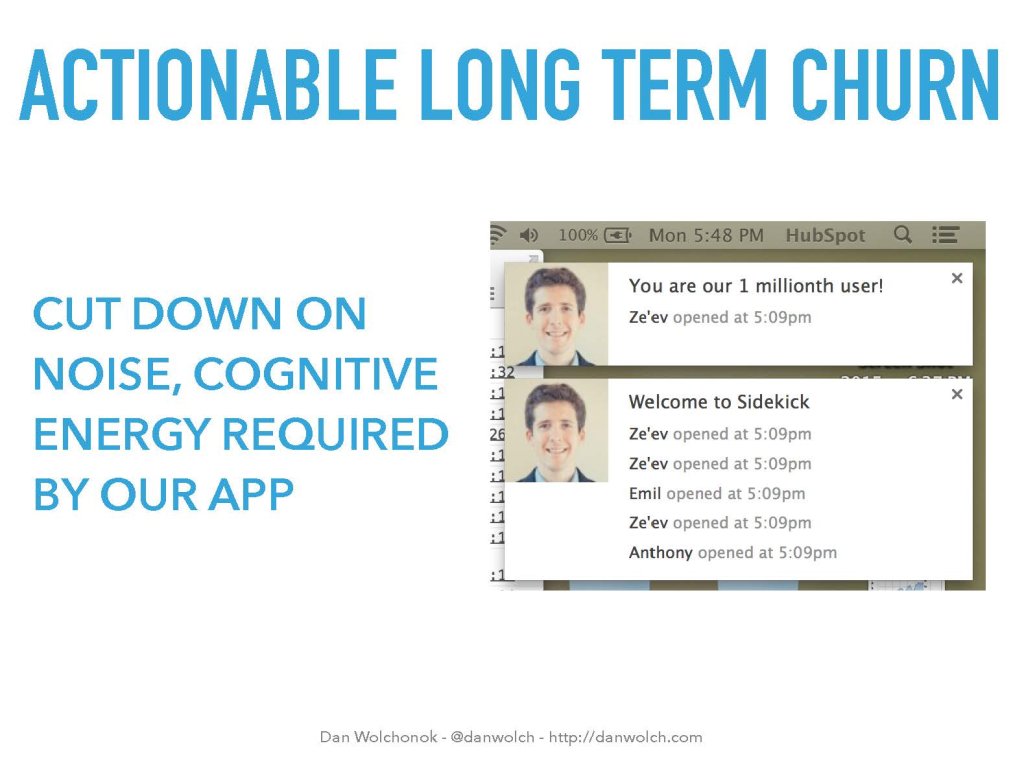 ACTIONABLE LONG TERM CHURN
CUT DOWN ON
NOISE, COGNITIVE
ENERGY REQUIRED
BY OUR APP
100% Mon 5:48 PM HubSpot
You are our 1 millionth user!
Ze'ev opened at 5:09pm
:32
Welcome to Sidekick
Ze'ev opened at 5:09pm
Ze'ev opened at 5:09pm
Emil opened at 5:09pm
Ze'ev opened at 5:09pm
Anthony opened at 5:09pm
Dan Wolchonok - @danwolch - http://danwolch.com